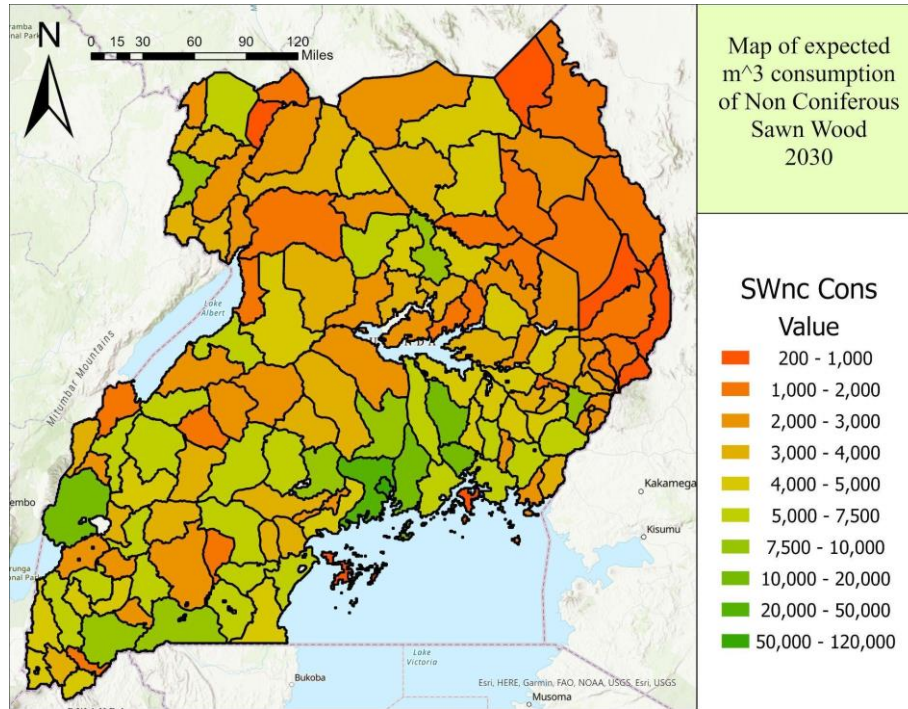 N
0 15 30 60 90 120
Miles
Map of expected
m^3 consumption
of Non Coniferous
Sawn Wood
2030
SWnc Cons
Value
200 - 1,000
1,000 - 2,000
2,000 - 3,000
3,000 - 4,000
4,000 - 5,000
5,000 - 7,500
7,500 - 10,000
10,000 - 20,000
20,000 - 50,000
50,000 - 120,000
Lake
Albert
Mitumbar Mountains
Kakamega
Kisumu
Lake
Victoria
Bukoba
Musoma
Esri, HERE, Garmin, FAO, NOAA, USGS, Esri, USGS